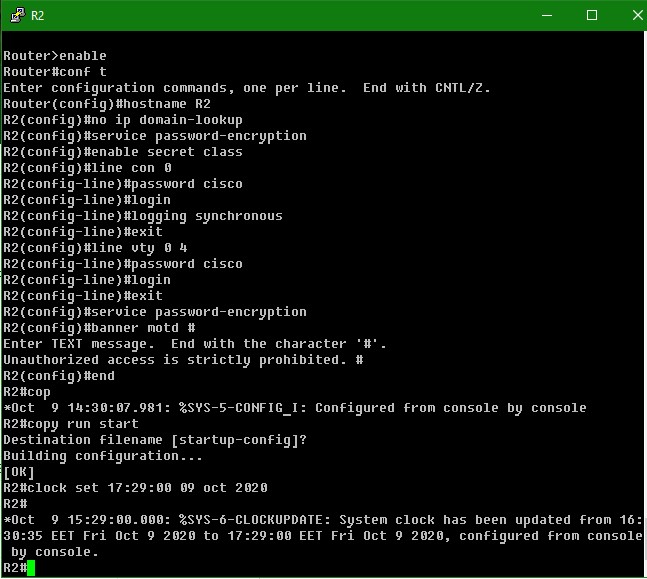 R2
Router>enable
Router#conf t
Enter configuration commands, one per line.  End with CNTL/Z.
Router(config)#hostname R2
R2(config)#no ip domain-lookup
R2(config)#service password-encryption
R2(config)#enable secret class
R2(config)#line con 0
R2(config-line)#password cisco
R2(config-line)#login
R2(config-line)#logging synchronous
R2(config-line)#exit
R2(config)#line vty 0 4
R2(config-line)#password cisco
R2(config-line)#login
R2(config-line)#exit
R2(config)#service password-encryption
R2(config)#banner motd #
Enter TEXT message.  End with the character '#'.
Unauthorized access is strictly prohibited. #
R2(config)#end
R2#cop
*Oct  9 14:30:07.981: %SYS-5-CONFIG_I: Configured from console by console
R2#copy run start
Destination filename [startup-config]?
Building configuration...
[OK]
R2#clock set 17:29:00 09 oct 2020
R2#
*Oct  9 15:29:00.000: %SYS-6-CLOCKUPDATE: System clock has been updated from 16:
30:35 EET Fri Oct 9 2020 to 17:29:00 EET Fri Oct 9 2020, configured from console
 by console.
R2#